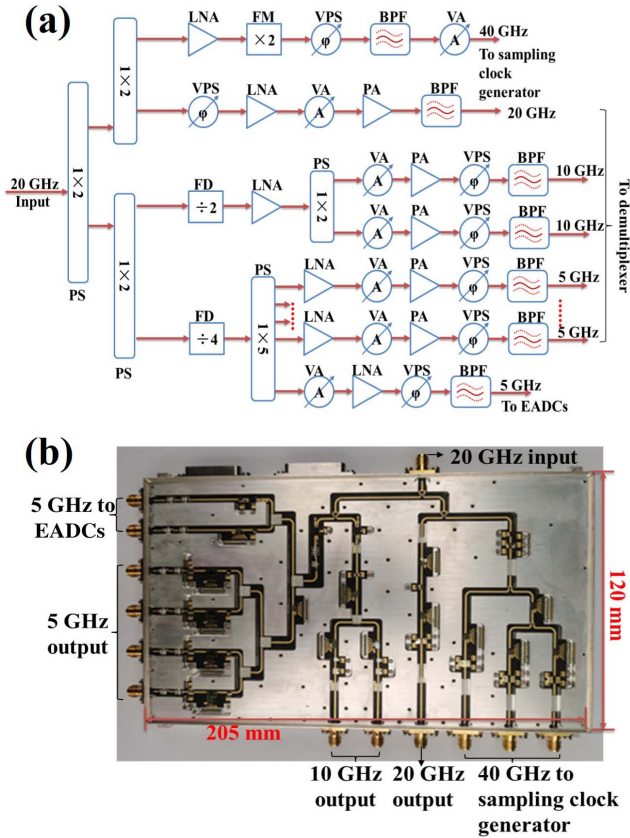 (a)
LNA FM VPS BPF VA 40 GHz
×2 φ A
To sampling
clock
generator
1×2
VPS LNA VA PA BPF
φ A
20 GHz
20 GHz
Input
1×2
PS
FD LNA PS VA PA VPS BPF 10 GHz
÷2 1×2 A φ
VA PA VPS BPF 10 GHz
A φ
1×2
PS
To demultiplexer
PS LNA VA PA VPS BPF 5 GHz
A φ
FD
÷4
1×5
LNA VA PA VPS BPF 5 GHz
A φ
VA LNA VPS BPF 5 GHz
A φ
To EADCs
(b)
20 GHz input
5 GHz to
EADCs
5 GHz
output
120 mm
205 mm
10 GHz
output
20 GHz
output
40 GHz to
sampling clock
generator